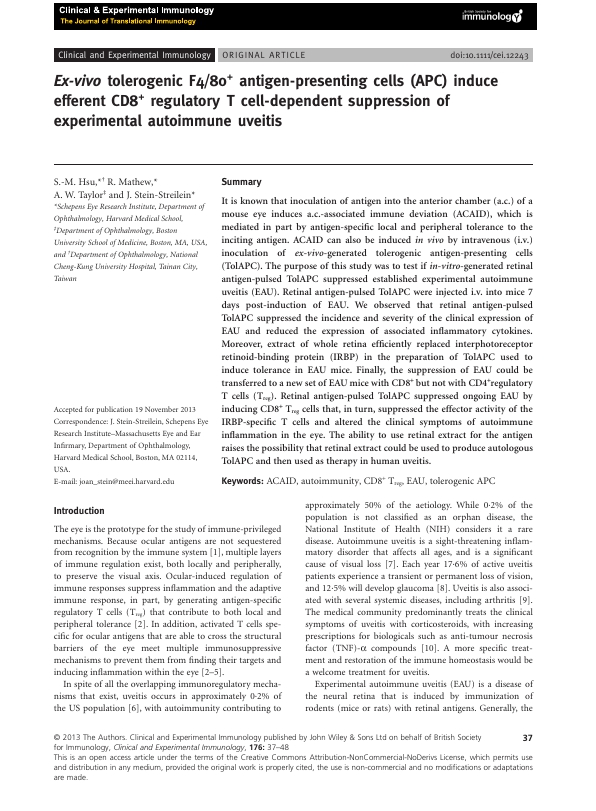 Clinical & Experimental Immunology
The Journal of Translational Immunology
British Society for
immunology
Clinical and Experimental Immunology ORIGINAL ARTICLE doi:10.1111/cei.12243
Ex-vivo tolerogenic F4/80⁺ antigen-presenting cells (APC) induce
efferent CD8⁺ regulatory T cell-dependent suppression of
experimental autoimmune uveitis
S.-M. Hsu,*† R. Mathew,*
A. W. Taylor‡ and J. Stein-Streilein*
*Schepens Eye Research Institute, Department of
Ophthalmology, Harvard Medical School,
‡Department of Ophthalmology, Boston
University School of Medicine, Boston, MA, USA,
and †Department of Ophthalmology, National
Cheng-Kung University Hospital, Tainan City,
Taiwan
Accepted for publication 19 November 2013
Correspondence: J. Stein-Streilein, Schepens Eye
Research Institute–Massachusetts Eye and Ear
Infirmary, Department of Ophthalmology,
Harvard Medical School, Boston, MA 02114,
USA.
E-mail: joan_stein@meei.harvard.edu
Summary
It is known that inoculation of antigen into the anterior chamber (a.c.) of a
mouse eye induces a.c.-associated immune deviation (ACAID), which is
mediated in part by antigen-specific local and peripheral tolerance to the
inciting antigen. ACAID can also be induced in vivo by intravenous (i.v.)
inoculation of ex-vivo-generated tolerogenic antigen-presenting cells
(TolAPC). The purpose of this study was to test if in-vitro-generated retinal
antigen-pulsed TolAPC suppressed established experimental autoimmune
uveitis (EAU). Retinal antigen-pulsed TolAPC were injected i.v. into mice 7
days post-induction of EAU. We observed that retinal antigen-pulsed
TolAPC suppressed the incidence and severity of the clinical expression of
EAU and reduced the expression of associated inflammatory cytokines.
Moreover, extract of whole retina efficiently replaced interphotoreceptor
retinoid-binding protein (IRBP) in the preparation of TolAPC used to
induce tolerance in EAU mice. Finally, the suppression of EAU could be
transferred to a new set of EAU mice with CD8⁺ but not with CD4⁺regulatory
T cells (Treg). Retinal antigen-pulsed TolAPC suppressed ongoing EAU by
inducing CD8⁺ Treg cells that, in turn, suppressed the effector activity of the
IRBP-specific T cells and altered the clinical symptoms of autoimmune
inflammation in the eye. The ability to use retinal extract for the antigen
raises the possibility that retinal extract could be used to produce autologous
TolAPC and then used as therapy in human uveitis.
Keywords: ACAID, autoimmunity, CD8⁺ Treg, EAU, tolerogenic APC
Introduction
The eye is the prototype for the study of immune-privileged
mechanisms. Because ocular antigens are not sequestered
from recognition by the immune system [1], multiple layers
of immune regulation exist, both locally and peripherally,
to preserve the visual axis. Ocular-induced regulation of
immune responses suppress inflammation and the adaptive
immune response, in part, by generating antigen-specific
regulatory T cells (Treg) that contribute to both local and
peripheral tolerance [2]. In addition, activated T cells spe-
cific for ocular antigens that are able to cross the structural
barriers of the eye meet multiple immunosuppressive
mechanisms to prevent them from finding their targets and
inducing inflammation within the eye [2–5].
In spite of all the overlapping immunoregulatory mecha-
nisms that exist, uveitis occurs in approximately 0·2% of
the US population [6], with autoimmunity contributing to
approximately 50% of the aetiology. While 0·2% of the
population is not classified as an orphan disease, the
National Institute of Health (NIH) considers it a rare
disease. Autoimmune uveitis is a sight-threatening inflam-
matory disorder that affects all ages, and is a significant
cause of visual loss [7]. Each year 17·6% of active uveitis
patients experience a transient or permanent loss of vision,
and 12·5% will develop glaucoma [8]. Uveitis is also associ-
ated with several systemic diseases, including arthritis [9].
The medical community predominantly treats the clinical
symptoms of uveitis with corticosteroids, with increasing
prescriptions for biologicals such as anti-tumour necrosis
factor (TNF)-α compounds [10]. A more specific treat-
ment and restoration of the immune homeostasis would be
a welcome treatment for uveitis.
Experimental autoimmune uveitis (EAU) is a disease of
the neural retina that is induced by immunization of
rodents (mice or rats) with retinal antigens. Generally, the
© 2013 The Authors. Clinical and Experimental Immunology published by John Wiley & Sons Ltd on behalf of British Society 37
for Immunology, Clinical and Experimental Immunology, 176: 37–48
This is an open access article under the terms of the Creative Commons Attribution-NonCommercial-NoDerivs License, which permits use
and distribution in any medium, provided the original work is properly cited, the use is non-commercial and no modifications or adaptations
are made.